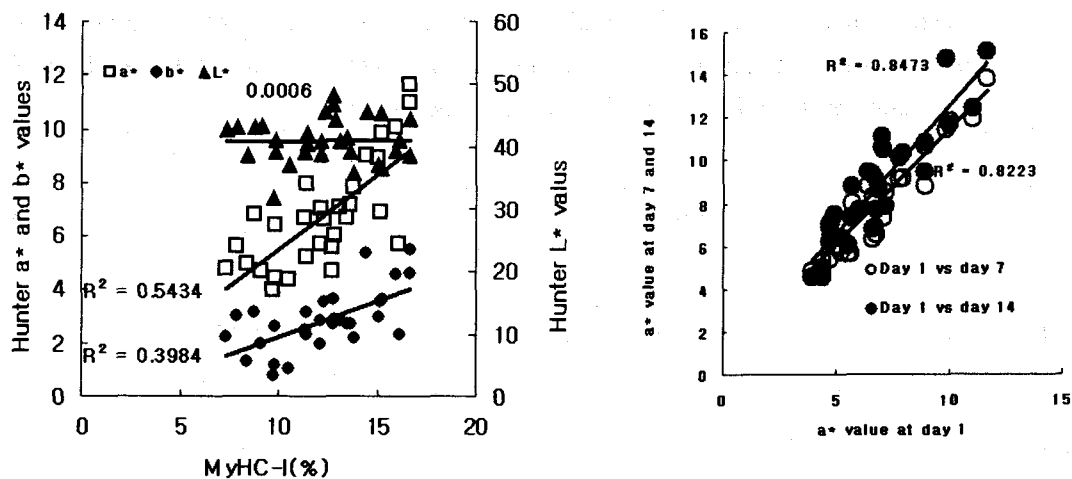 14
12
10
8
6
4
2
0
Hunter a* and b* values
a* b* L*
0.0006
R² = 0.5434
R² = 0.3984
0 5 10 15 20
MyHC-I(%)
60
50
40
30
20
10
0
Hunter L* valus
16
14
12
10
8
6
4
2
0
a* value at day 7 and 14
R² = 0.8473
R² = 0.8223
Day 1 vs day 7
Day 1 vs day 14
5 10 15
a* value at day 1